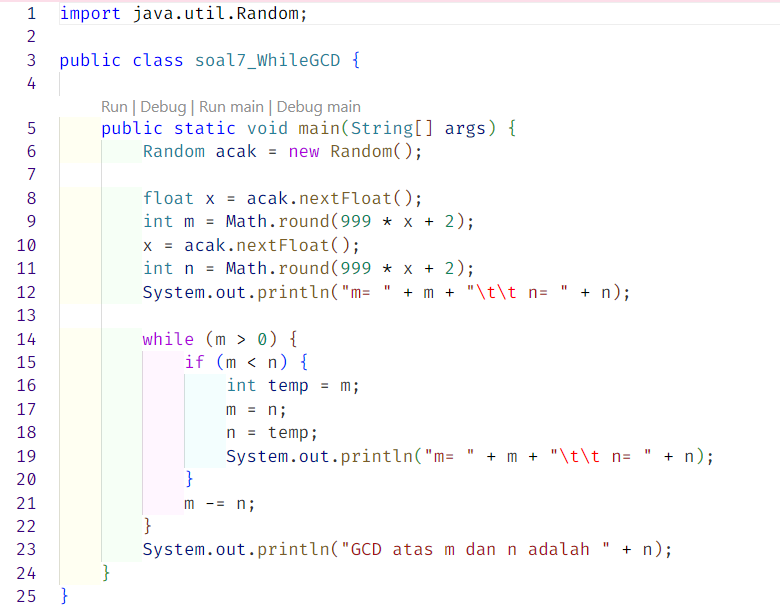 1 import java.util.Random;
2
3 public class soal7_WhileGCD {
4
Run | Debug | Run main | Debug main
5     public static void main(String[] args) {
6         Random acak = new Random();
7
8         float x = acak.nextFloat();
9         int m = Math.round(999 * x + 2);
10         x = acak.nextFloat();
11         int n = Math.round(999 * x + 2);
12         System.out.println("m= " + m + "\t\t n= " + n);
13
14         while (m > 0) {
15             if (m < n) {
16                 int temp = m;
17                 m = n;
18                 n = temp;
19                 System.out.println("m= " + m + "\t\t n= " + n);
20             }
21             m -= n;
22         }
23         System.out.println("GCD atas m dan n adalah " + n);
24     }
25 }